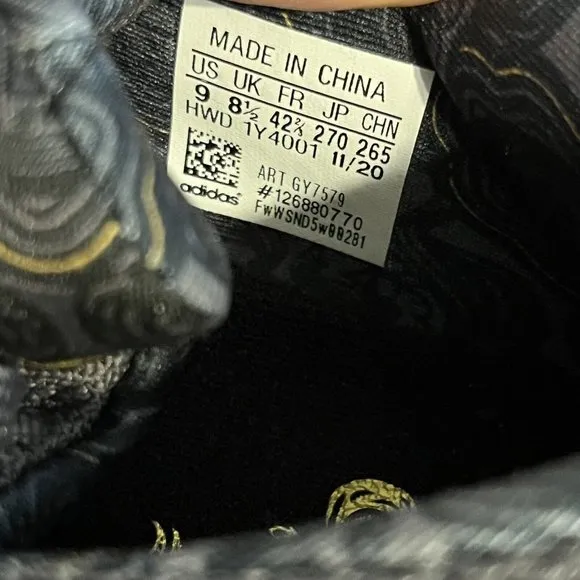 MADE IN CHINA
US UK FR JP CHN
9 8½ 42⅔ 270 265
HWD 1Y4001 11/20
ART GY7579
#126880770
adidas